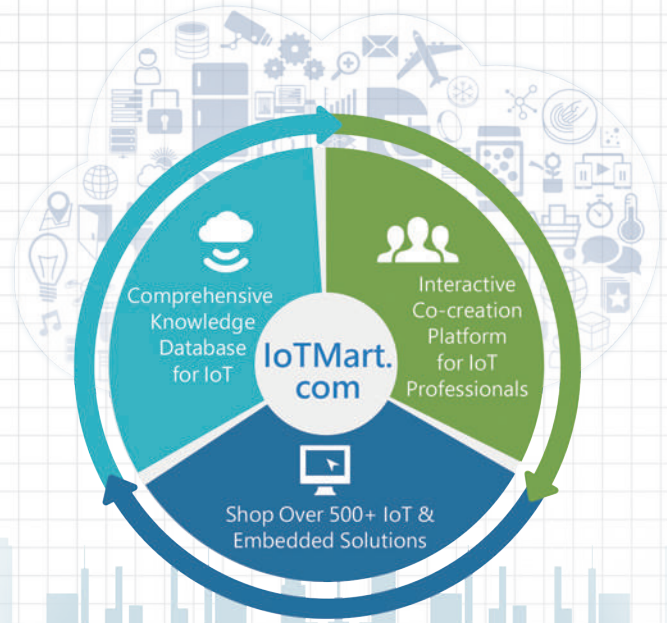 Comprehensive
Knowledge
Database
for IoT
Interactive
Co-creation
Platform
for IoT
Professionals
IoTMart.
com
Shop Over 500+ IoT &
Embedded Solutions